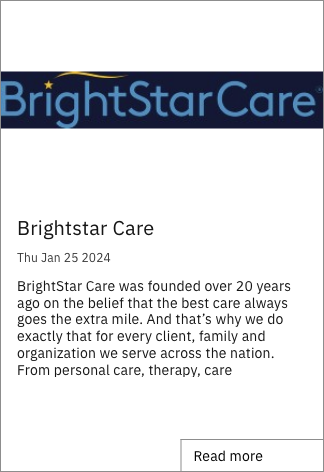 BrightStarCare®
Brightstar Care
Thu Jan 25 2024
BrightStar Care was founded over 20 years
ago on the belief that the best care always
goes the extra mile. And that’s why we do
exactly that for every client, family and
organization we serve across the nation.
From personal care, therapy, care
Read more